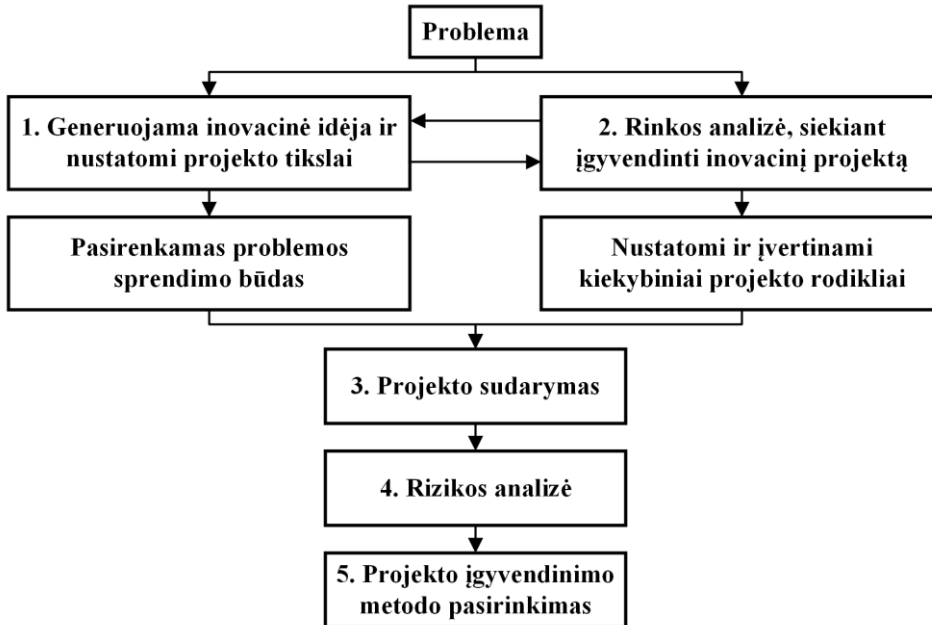 Problema
1. Generuojama inovacinė idėja ir
nustatomi projekto tikslai
2. Rinkos analizė, siekiant
įgyvendinti inovacinį projektą
Pasirenkamas problemos
sprendimo būdas
Nustatomi ir įvertinami
kiekybiniai projekto rodikliai
3. Projekto sudarymas
4. Rizikos analizė
5. Projekto įgyvendinimo
metodo pasirinkimas